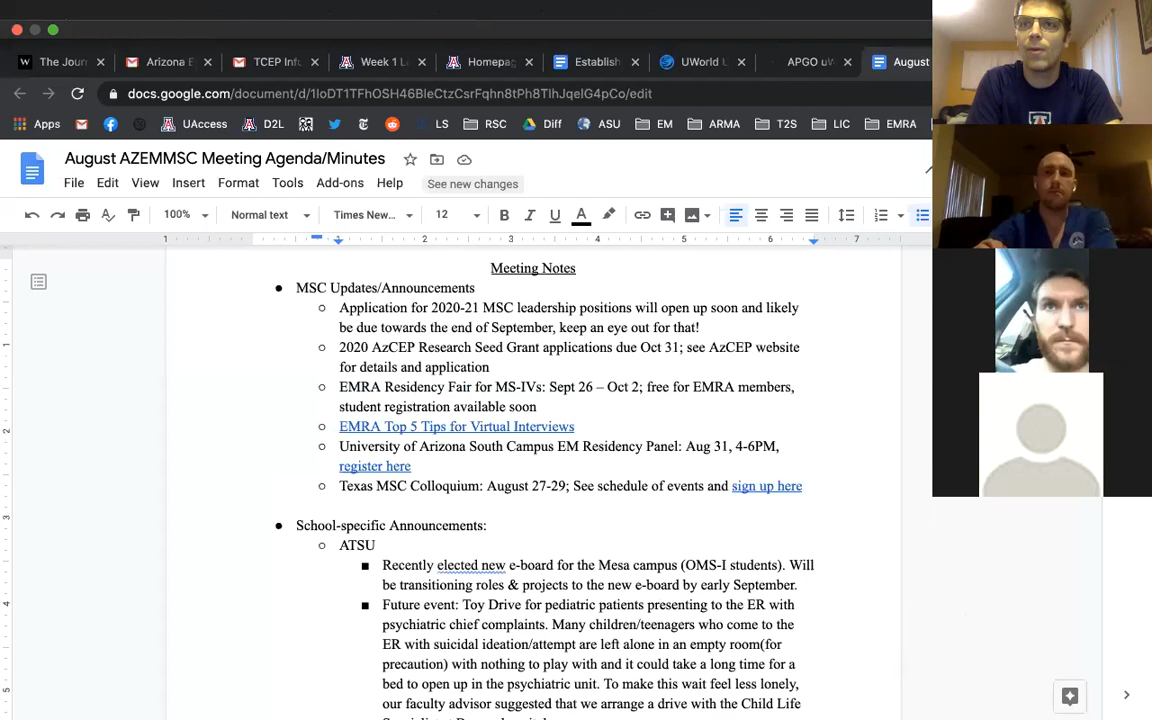 The Jour
Arizona E
TCEP Info
Week 1 L
Homepag
Establish
UWorld U
APGO uW
August
docs.google.com/document/d/1IoDT1TFhOSH46BleCtzCsrFqhn8tPh8TlhJqelG4pCo/edit
Apps UAccess D2L LS RSC Diff ASU EM ARMA T2S LIC EMRA
August AZEMMSC Meeting Agenda/Minutes
File Edit View Insert Format Tools Add-ons Help See new changes
100% Normal text Times New... 12 B I U A
1 1 2 3 4 5 6 7
Meeting Notes
● MSC Updates/Announcements
○ Application for 2020-21 MSC leadership positions will open up soon and likely
be due towards the end of September, keep an eye out for that!
○ 2020 AzCEP Research Seed Grant applications due Oct 31; see AzCEP website
for details and application
○ EMRA Residency Fair for MS-IVs: Sept 26 – Oct 2; free for EMRA members,
student registration available soon
○ EMRA Top 5 Tips for Virtual Interviews
○ University of Arizona South Campus EM Residency Panel: Aug 31, 4-6PM,
register here
○ Texas MSC Colloquium: August 27-29; See schedule of events and sign up here
● School-specific Announcements:
○ ATSU
■ Recently elected new e-board for the Mesa campus (OMS-I students). Will
be transitioning roles & projects to the new e-board by early September.
■ Future event: Toy Drive for pediatric patients presenting to the ER with
psychiatric chief complaints. Many children/teenagers who come to the
ER with suicidal ideation/attempt are left alone in an empty room(for
precaution) with nothing to play with and it could take a long time for a
bed to open up in the psychiatric unit. To make this wait feel less lonely,
our faculty advisor suggested that we arrange a drive with the Child Life